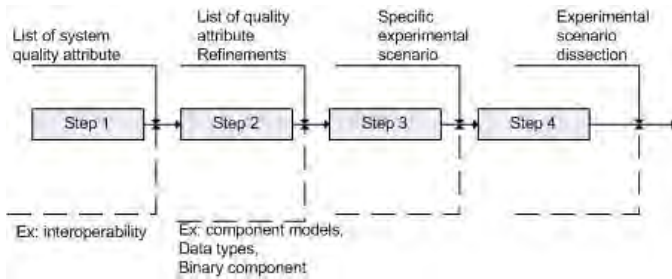 List of system
quality attribute
List of quality
attribute
Refinements
Specific
experimental
scenario
Experimental
scenario
dissection
Step 1
Step 2
Step 3
Step 4
Ex: interoperability
Ex: component models,
Data types,
Binary component